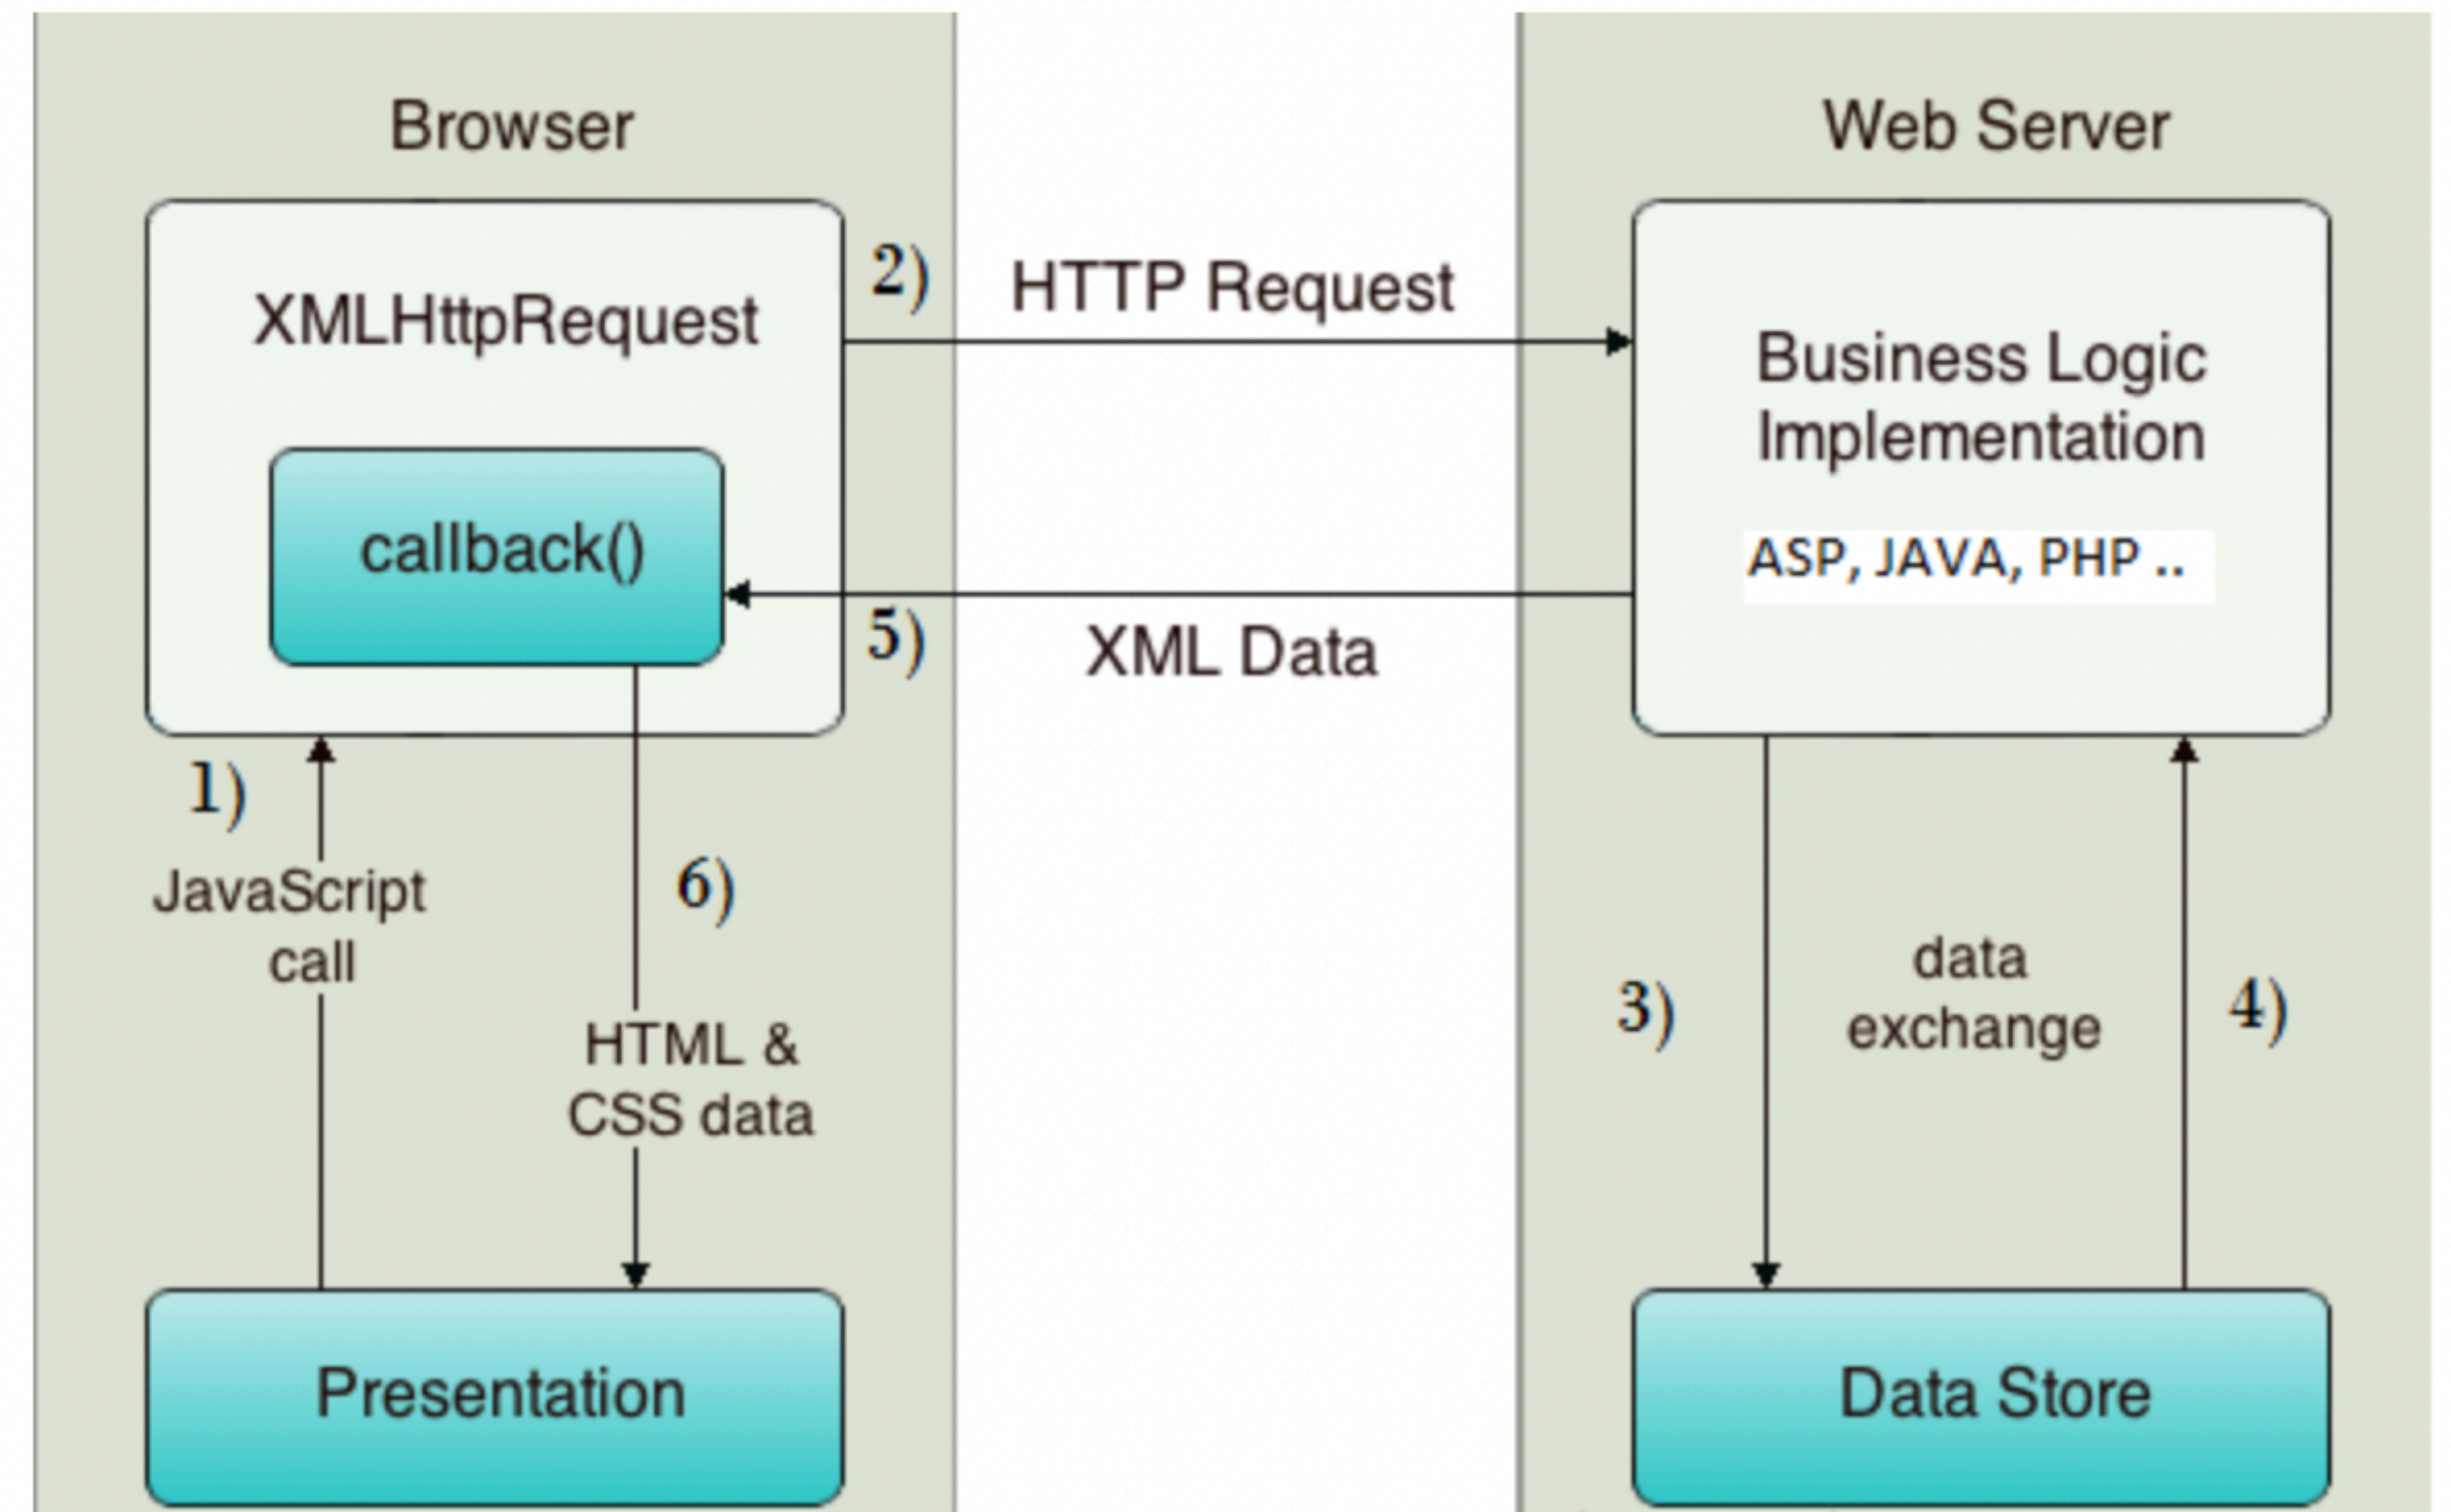 Browser
Web Server
XMLHttpRequest
2)
HTTP Request
Business Logic
Implementation
ASP, JAVA, PHP ..
callback()
5)
XML Data
1)
JavaScript
call
6)
HTML &
CSS data
3)
data
exchange
4)
Presentation
Data Store